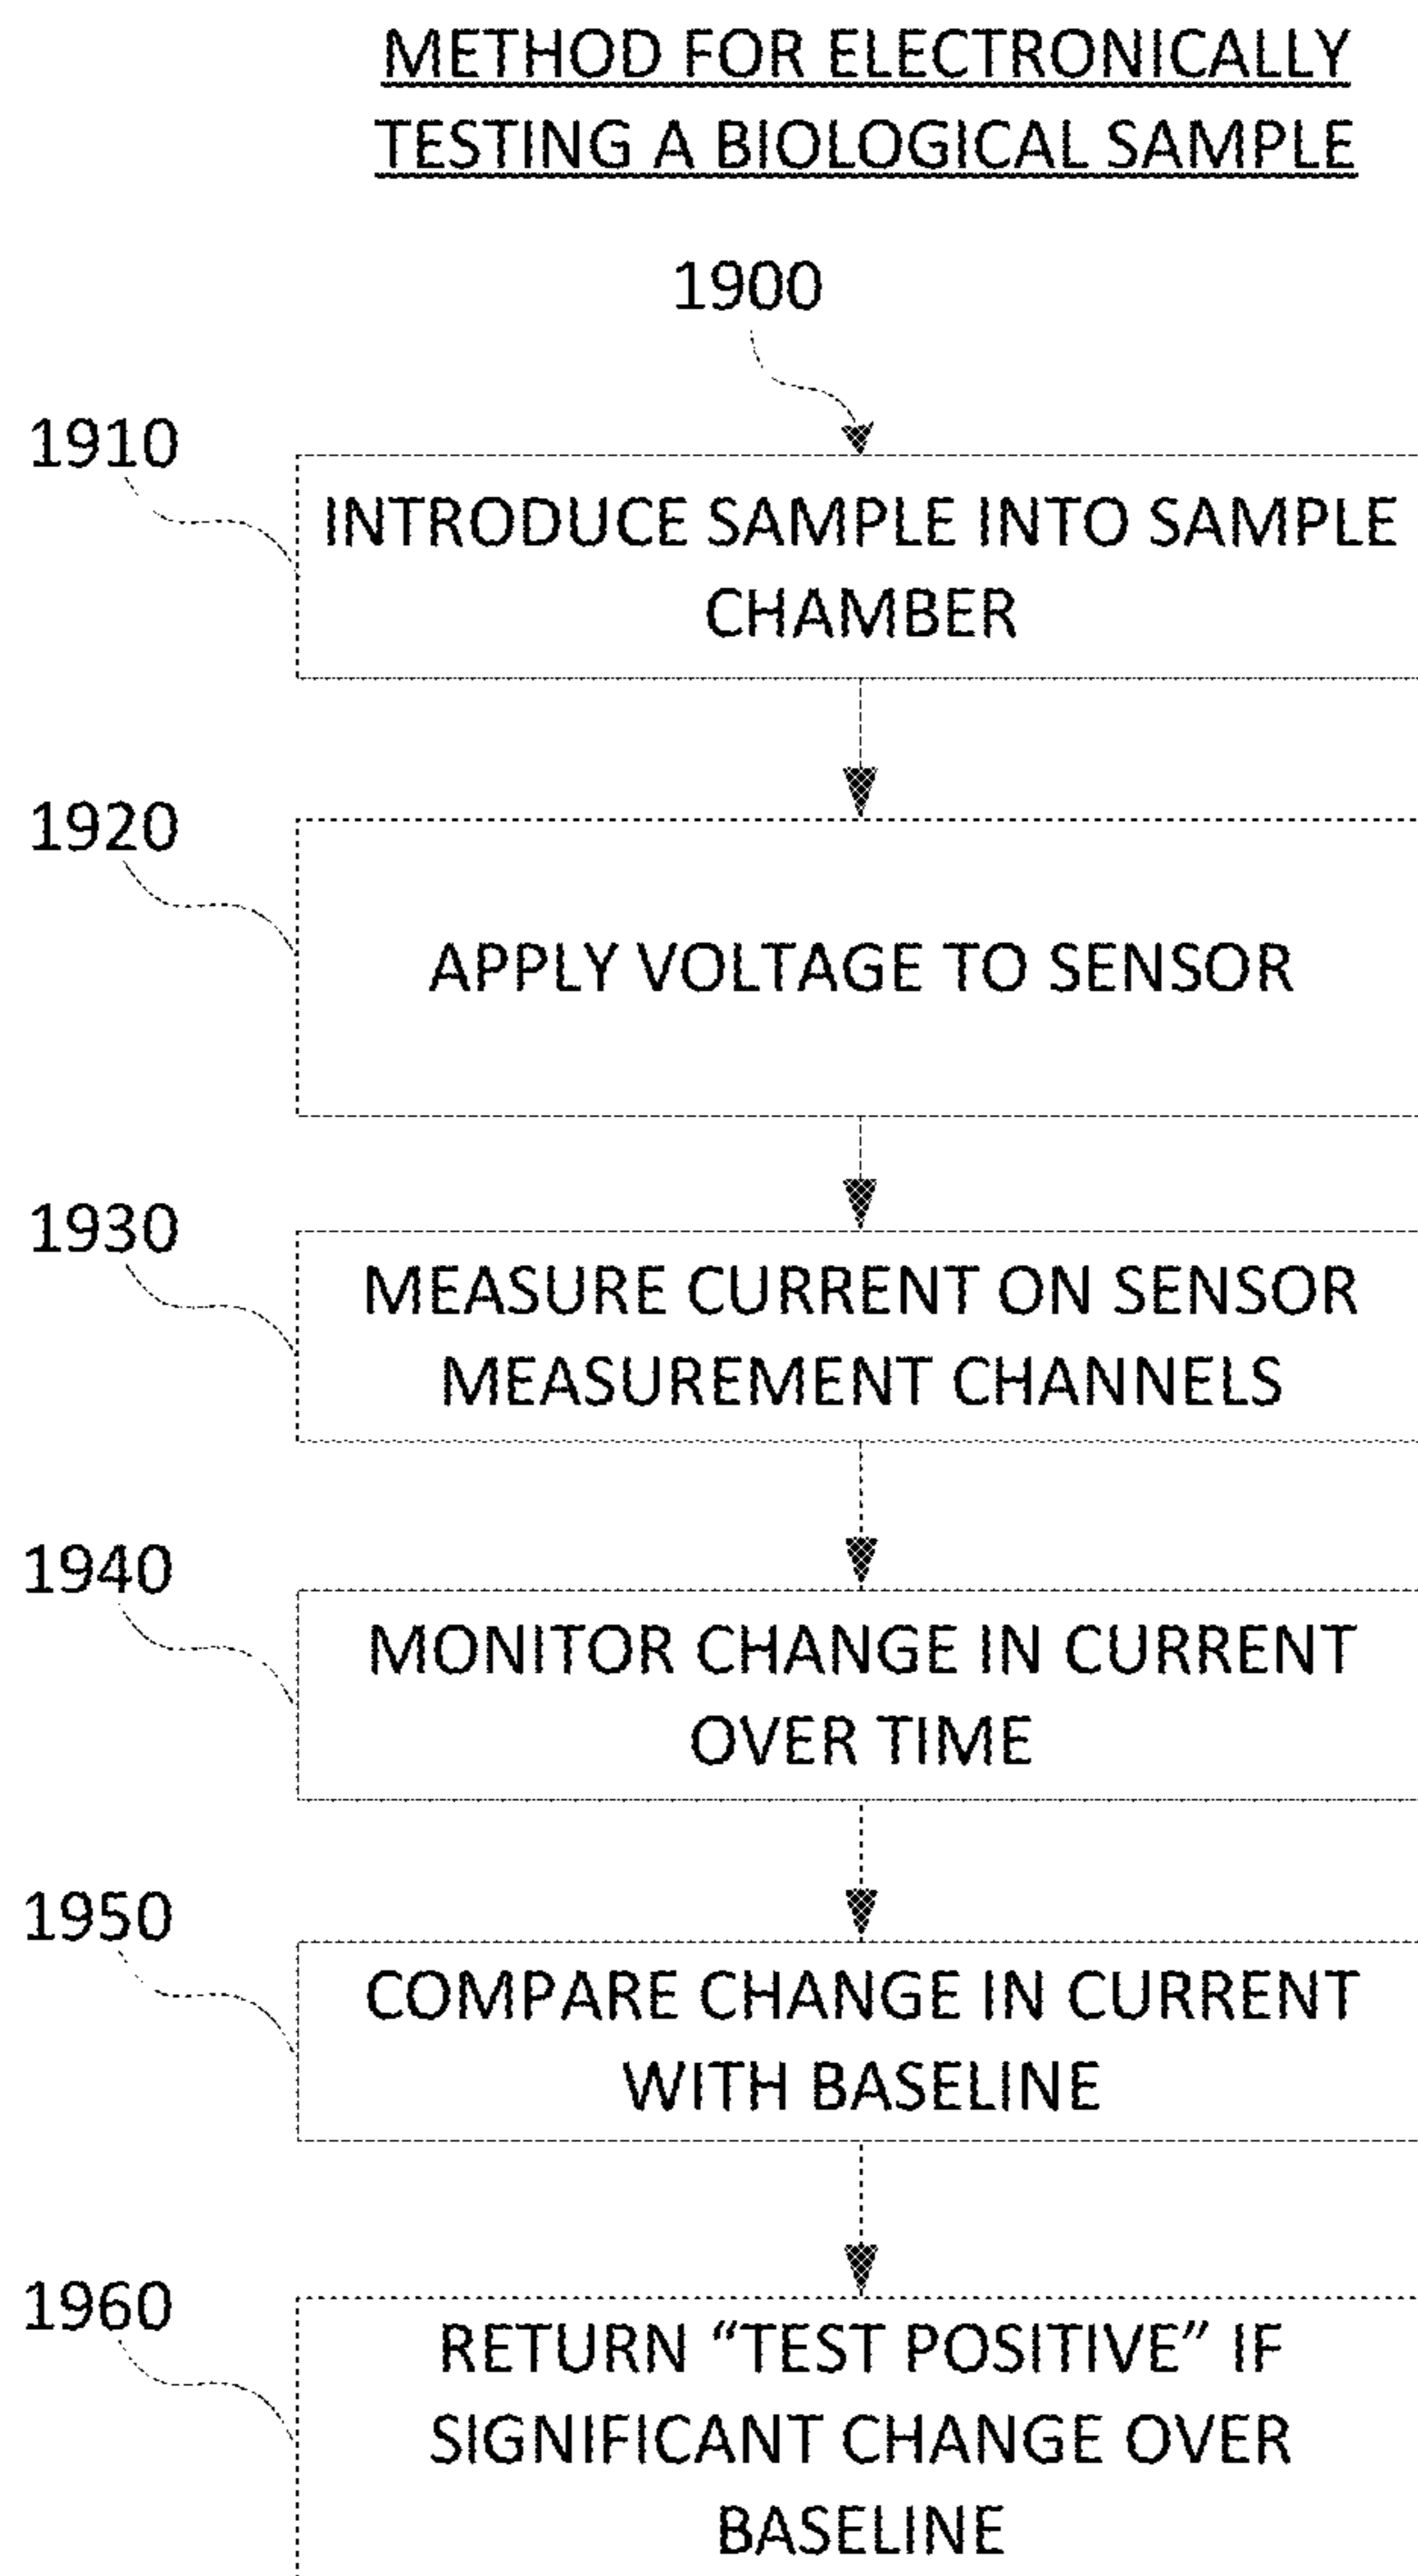 METHOD FOR ELECTRONICALLY
TESTING A BIOLOGICAL SAMPLE
1900
1910
INTRODUCE SAMPLE INTO SAMPLE
CHAMBER
1920
APPLY VOLTAGE TO SENSOR
1930
MEASURE CURRENT ON SENSOR
MEASUREMENT CHANNELS
1940
MONITOR CHANGE IN CURRENT
OVER TIME
1950
COMPARE CHANGE IN CURRENT
WITH BASELINE
1960
RETURN “TEST POSITIVE” IF
SIGNIFICANT CHANGE OVER
BASELINE